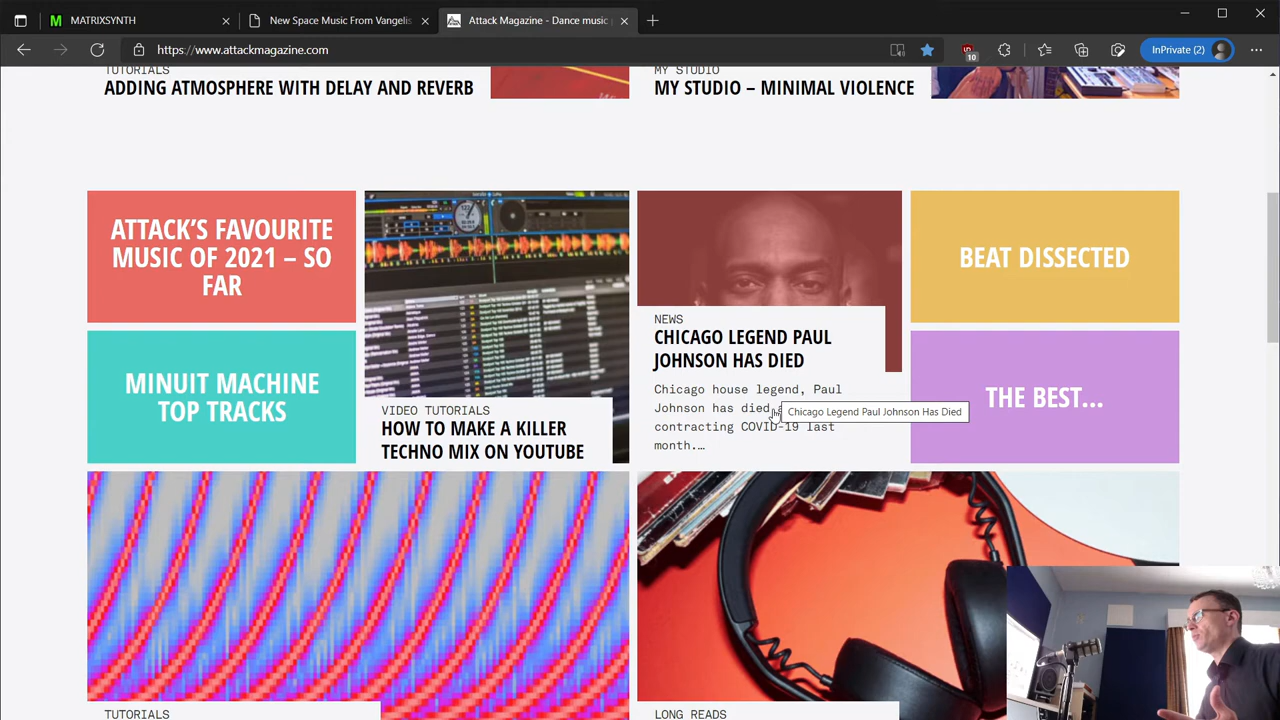 MATRIXSYNTH
New Space Music From Vangelis
Attack Magazine - Dance music
https://www.attackmagazine.com
10
InPrivate (2)
TUTORIALS
ADDING ATMOSPHERE WITH DELAY AND REVERB
MY STUDIO
MY STUDIO – MINIMAL VIOLENCE
ATTACK'S FAVOURITE
MUSIC OF 2021 – SO
FAR
MINUIT MACHINE
TOP TRACKS
VIDEO TUTORIALS
HOW TO MAKE A KILLER
TECHNO MIX ON YOUTUBE
NEWS
CHICAGO LEGEND PAUL
JOHNSON HAS DIED
Chicago house legend, Paul
Johnson has died
contracting COVID-19 last
month.…
Chicago Legend Paul Johnson Has Died
BEAT DISSECTED
THE BEST...
TUTORIALS
LONG READS